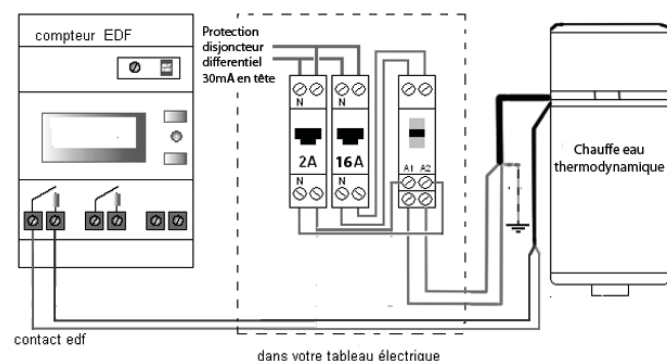 compteur EDF
Protection
disjoncteur
differentiel
30mA en tête
N
N
2A
16A
N
N
A1 A2
Chauffe eau
thermodynamique
contact edf
dans votre tableau électrique